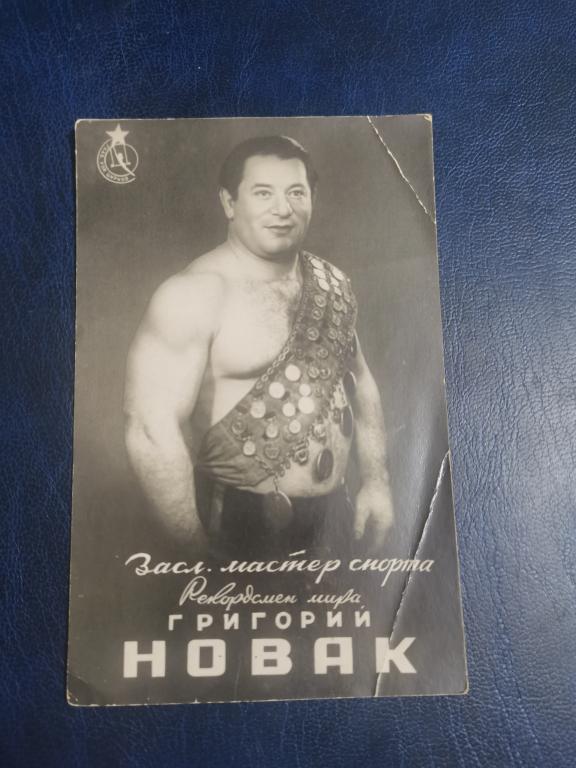 Засл. мастер спорта
Рекордсмен мира
ГРИГОРИЙ
НОВАК